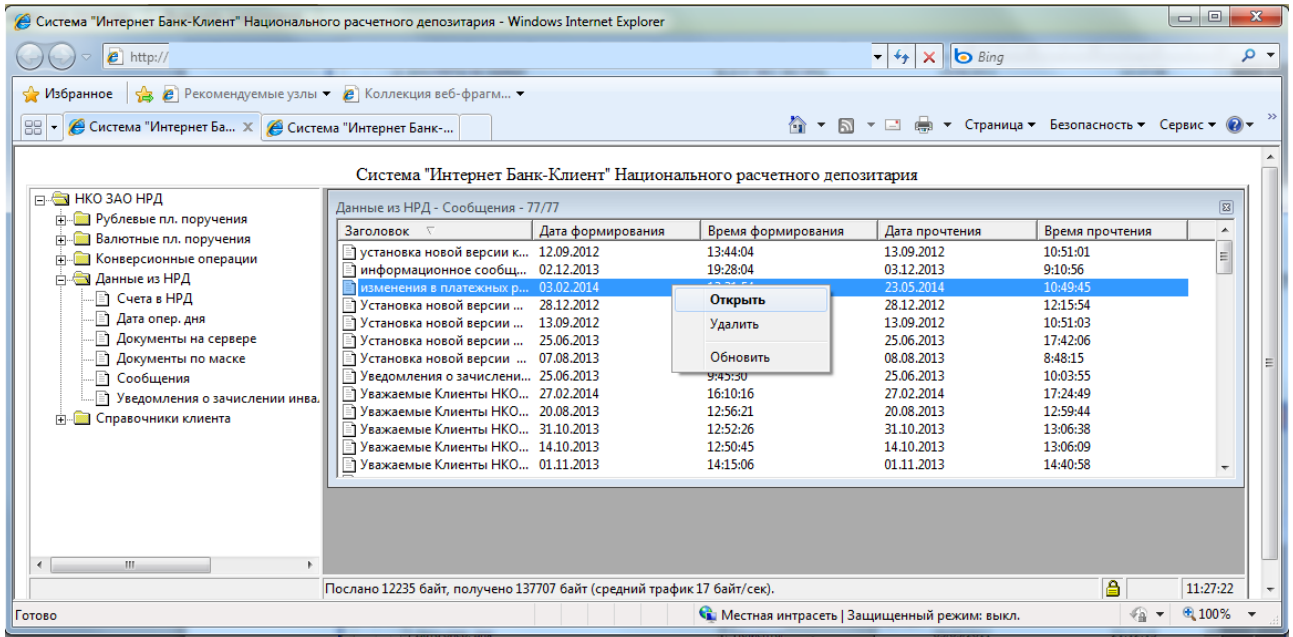 Система "Интернет Банк-Клиент" Национального расчетного депозитария - Windows Internet Explorer
http://
Bing
Избранное Рекомендуемые узлы Коллекция веб-фрагм...
Система "Интернет Ба... Система "Интернет Банк-... Страница Безопасность Сервис »
Система "Интернет Банк-Клиент" Национального расчетного депозитария
НКО ЗАО НРД
Рублевые пл. поручения
Валютные пл. поручения
Конверсионные операции
Данные из НРД
Счета в НРД
Дата опер. дня
Документы на сервере
Документы по маске
Сообщения
Уведомления о зачислении инва.
Справочники клиента
Данные из НРД - Сообщения - 77/77
Заголовок Дата формирования Время формирования Дата прочтения Время прочтения
установка новой версии к... 12.09.2012 13:44:04 13.09.2012 10:51:01
информационное сообщ... 02.12.2013 19:28:04 03.12.2013 9:10:56
изменения в платежных р... 03.02.2014 23.05.2014 10:49:45
Установка новой версии ... 28.12.2012 28.12.2012 12:15:54
Установка новой версии ... 13.09.2012 13.09.2012 10:51:03
Установка новой версии ... 25.06.2013 25.06.2013 17:42:06
Установка новой версии ... 07.08.2013 08.08.2013 8:48:15
Уведомления о зачислени... 25.06.2013 9:45:30 25.06.2013 10:03:55
Уважаемые Клиенты НКО... 27.02.2014 16:10:16 27.02.2014 17:24:49
Уважаемые Клиенты НКО... 20.08.2013 12:56:21 20.08.2013 12:59:44
Уважаемые Клиенты НКО... 31.10.2013 12:52:26 31.10.2013 13:06:38
Уважаемые Клиенты НКО... 14.10.2013 12:50:45 14.10.2013 13:06:09
Уважаемые Клиенты НКО... 01.11.2013 14:15:06 01.11.2013 14:40:58
Открыть
Удалить
Обновить
Послано 12235 байт, получено 137707 байт (средний трафик 17 байт/сек). 11:27:22
Готово Местная интрасеть | Защищенный режим: выкл. 100%